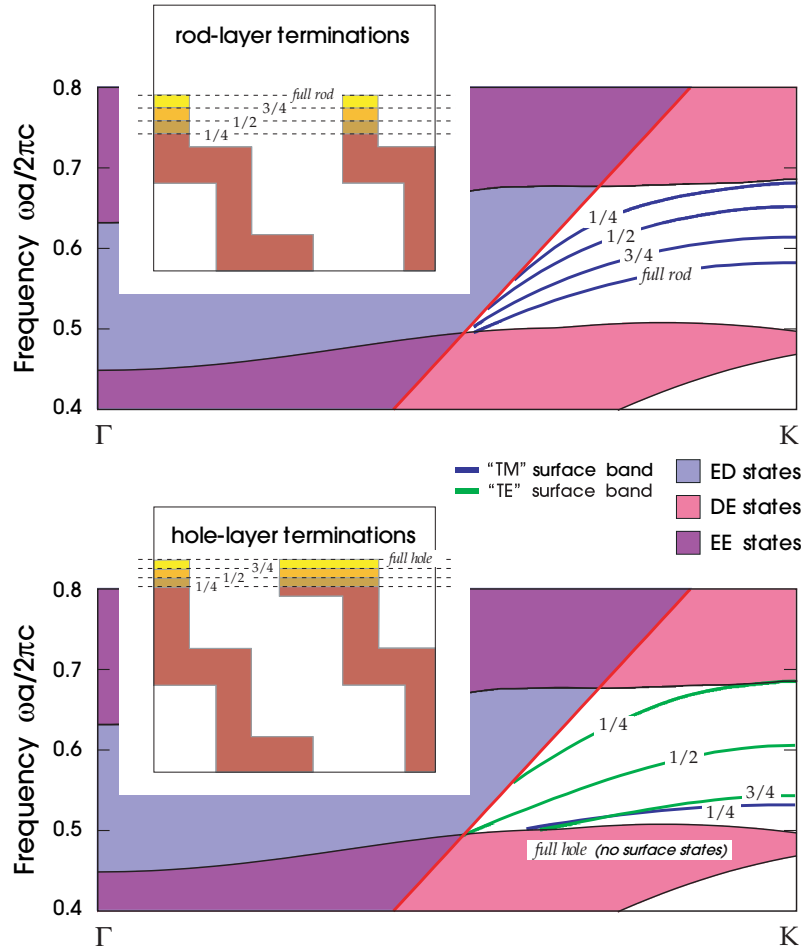 rod-layer terminations
full rod
3/4
1/2
1/4
0.8
0.7
0.6
0.5
0.4
Frequency ωa/2πc
1/4
1/2
3/4
full rod
Γ
K
"TM" surface band
"TE" surface band
ED states
DE states
EE states
hole-layer terminations
full hole
3/4
1/2
1/4
0.8
0.7
0.6
0.5
0.4
Frequency ωa/2πc
1/4
1/2
3/4
1/4
full hole (no surface states)
Γ
K